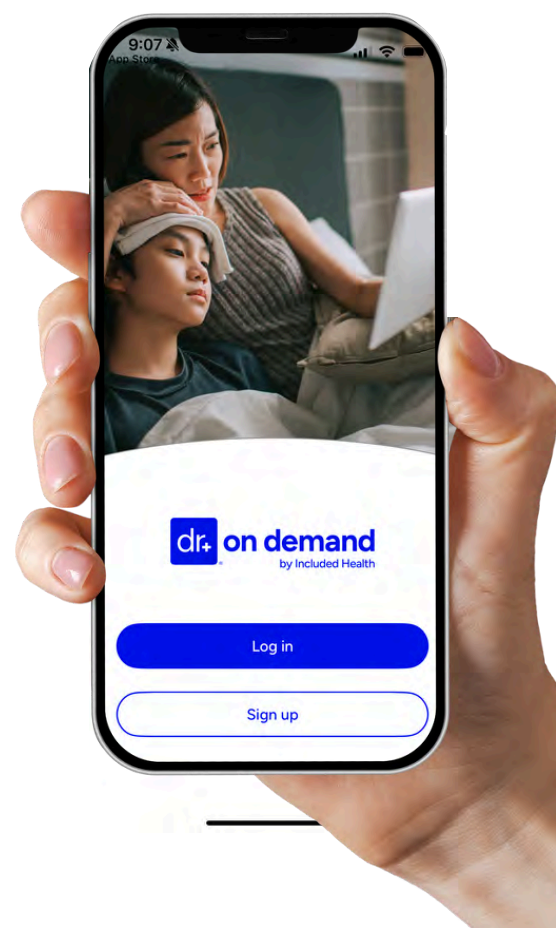 9:07
App Store
dr+ on demand
by Included Health
Log in
Sign up